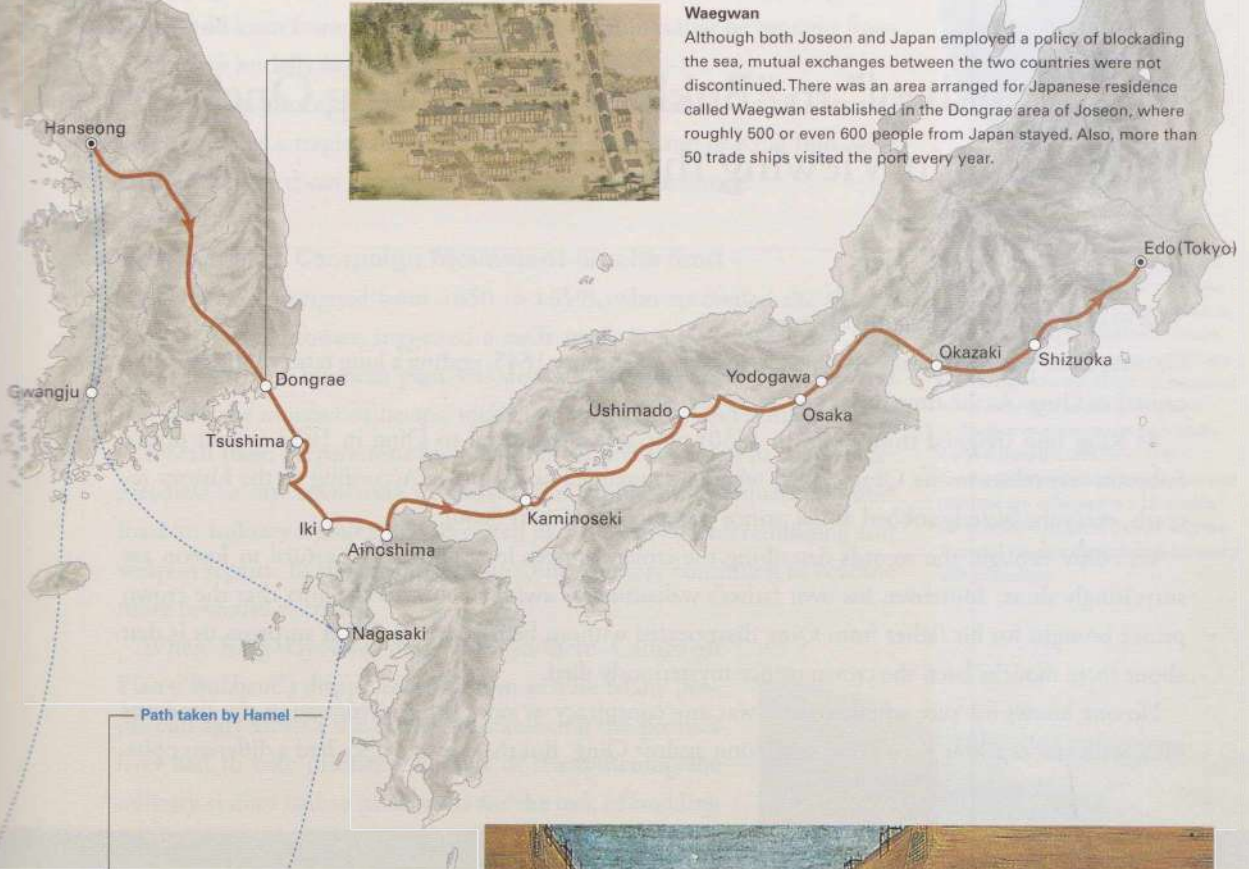 Waegwan
Although both Joseon and Japan employed a policy of blockading
the sea, mutual exchanges between the two countries were not
discontinued. There was an area arranged for Japanese residence
called Waegwan established in the Dongrae area of Joseon, where
roughly 500 or even 600 people from Japan stayed. Also, more than
50 trade ships visited the port every year.
Hanseong
Edo (Tokyo)
Okazaki
Shizuoka
Dongrae
Gwangju
Yodogawa
Osaka
Ushimado
Tsushima
Kaminoseki
Iki
Ainoshima
Nagasaki
Path taken by Hamel